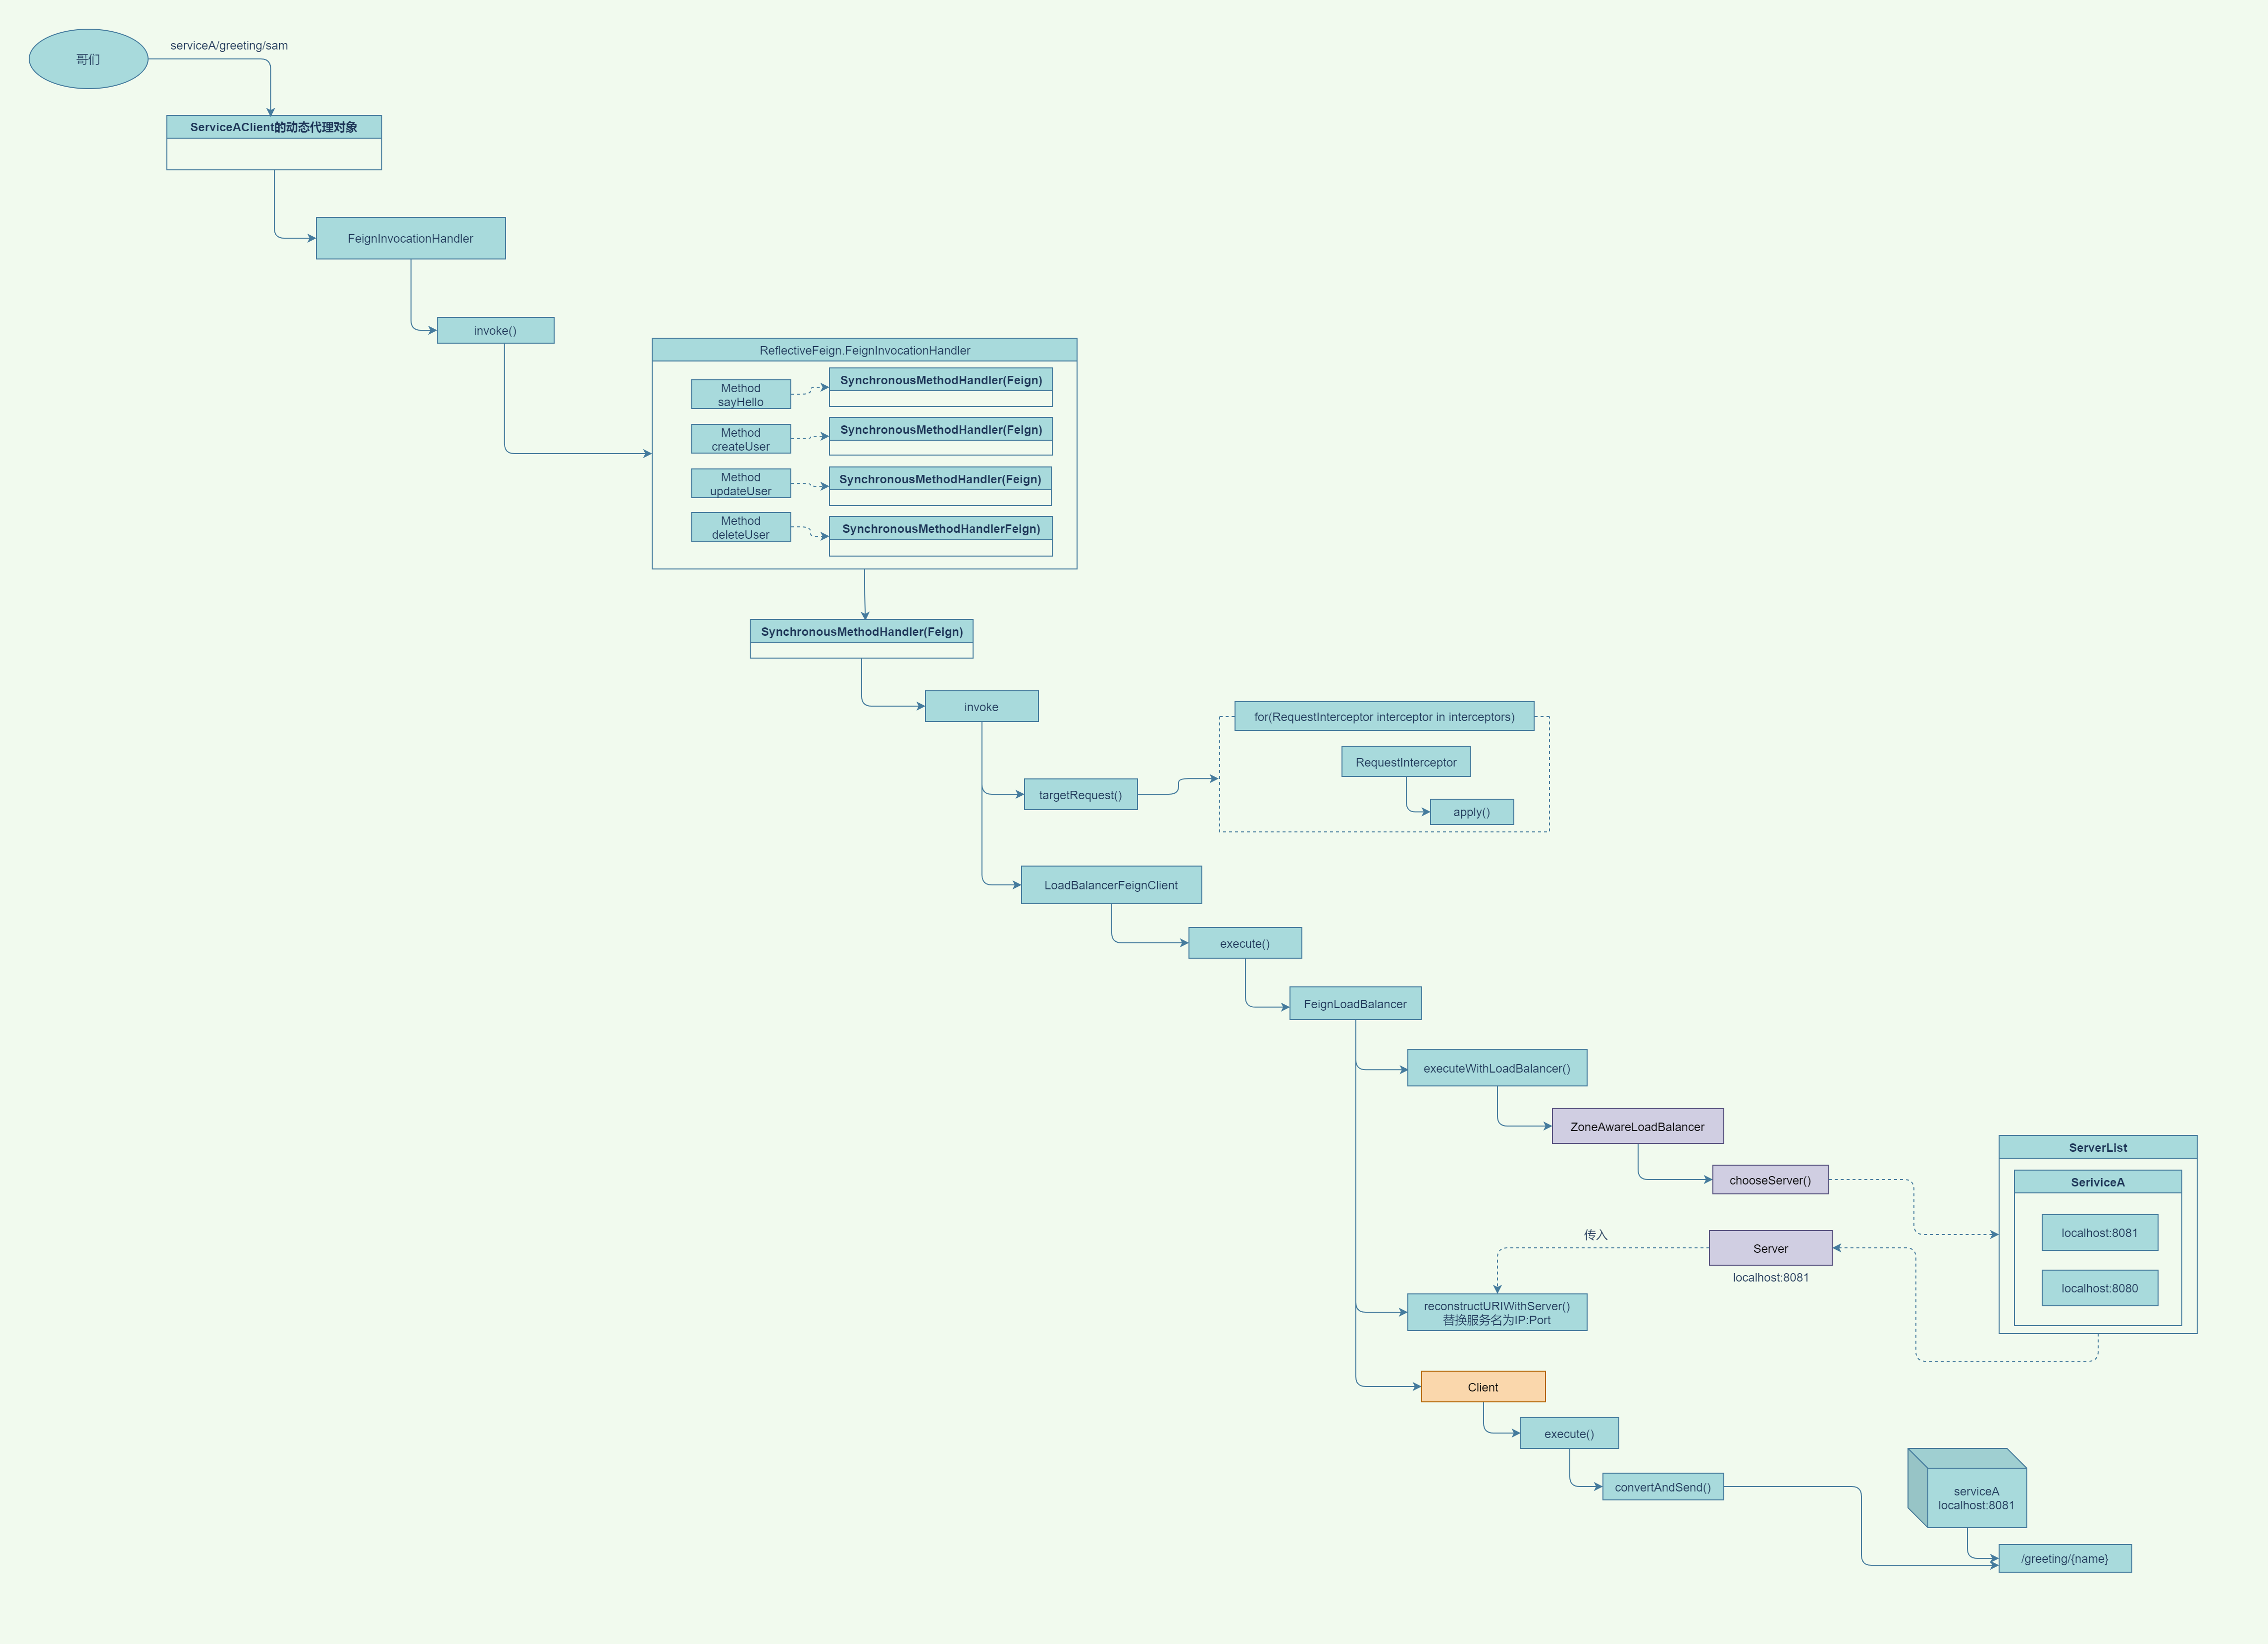 哥们
serviceA/greeting/sam
ServiceAClient的动态代理对象
FeignInvocationHandler
invoke()
ReflectiveFeign.FeignInvocationHandler
Method
sayHello
SynchronousMethodHandler(Feign)
Method
createUser
SynchronousMethodHandler(Feign)
Method
updateUser
SynchronousMethodHandler(Feign)
Method
deleteUser
SynchronousMethodHandlerFeign)
SynchronousMethodHandler(Feign)
invoke
for(RequestInterceptor interceptor in interceptors)
RequestInterceptor
targetRequest()
apply()
LoadBalancerFeignClient
execute()
FeignLoadBalancer
executeWithLoadBalancer()
ZoneAwareLoadBalancer
chooseServer()
ServerList
SeriviceA
localhost:8081
localhost:8080
传入
Server
localhost:8081
reconstructURIWithServer()
替换服务名为IP:Port
Client
execute()
convertAndSend()
serviceA
localhost:8081
/greeting/{name}